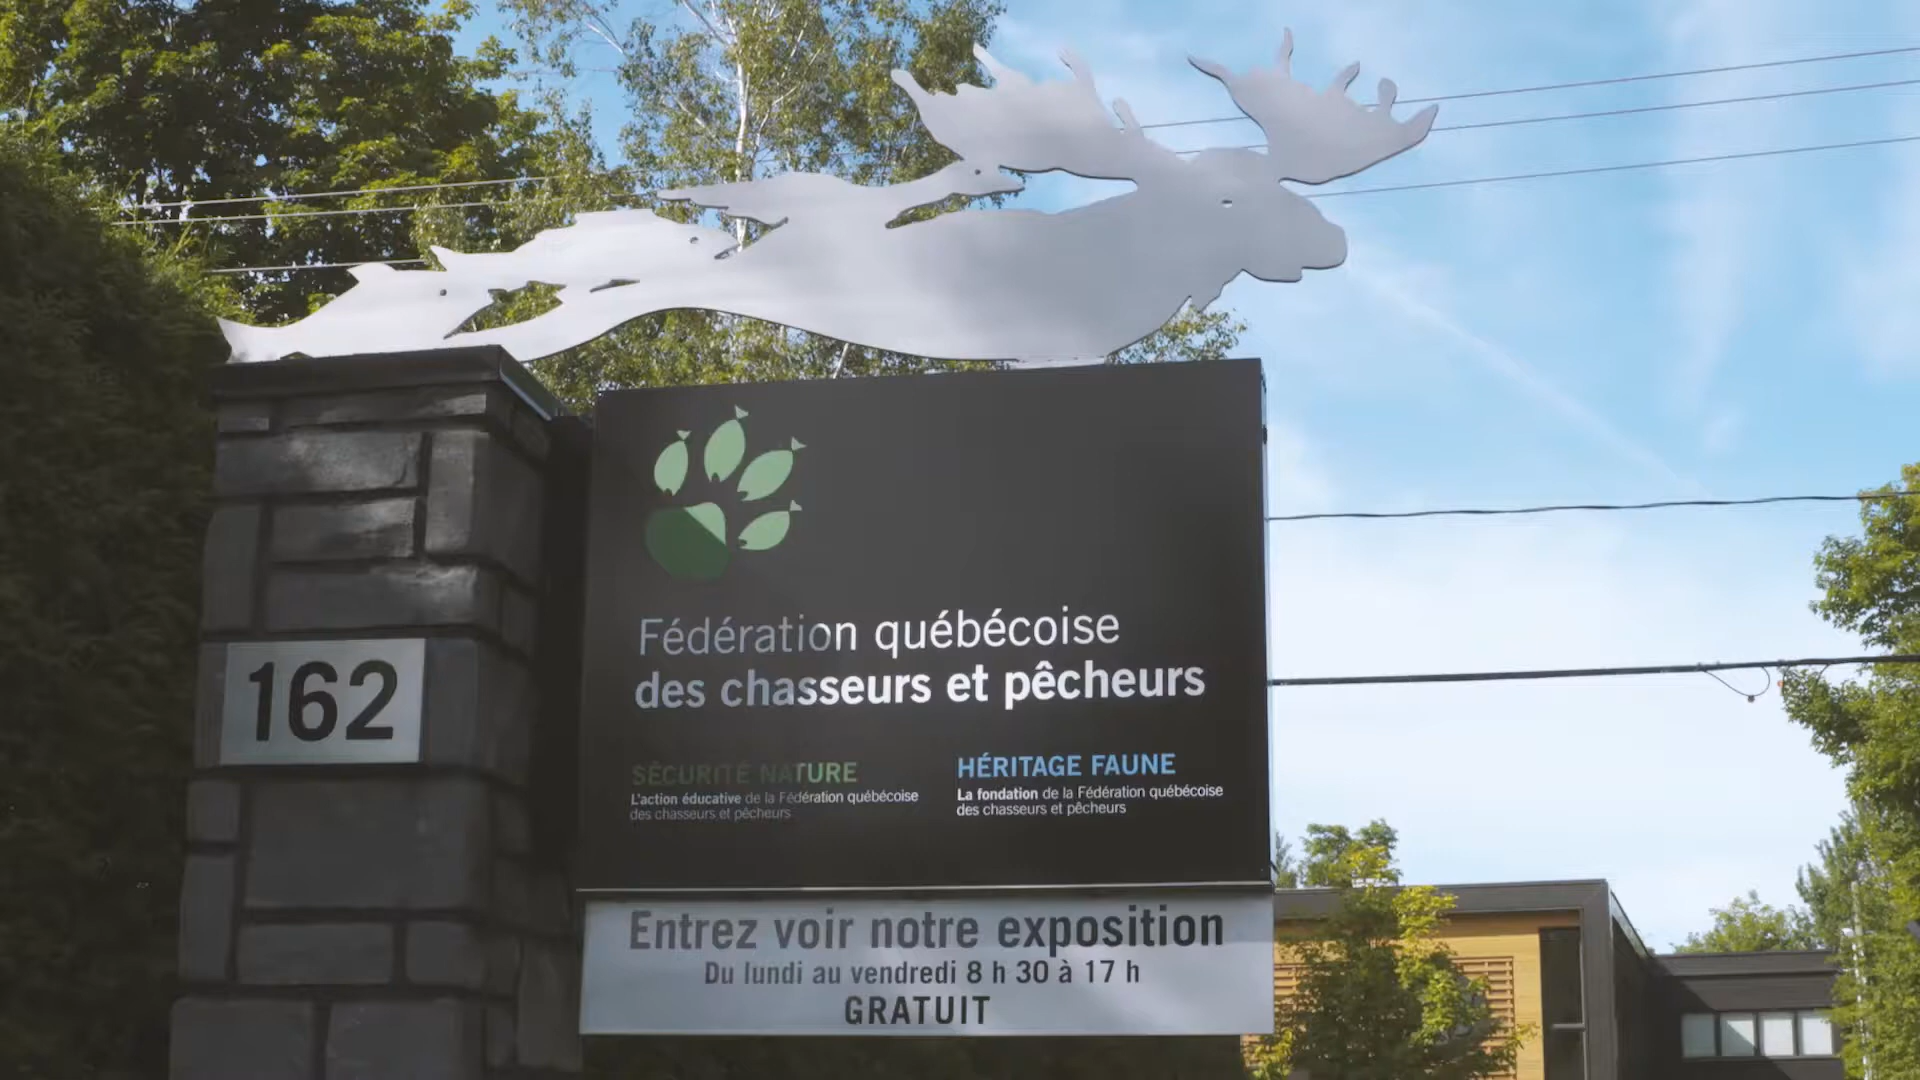 162
Fédération québécoise
des chasseurs et pêcheurs
SÉCURITÉ NATURE
L'action éducative de la Fédération québécoise
des chasseurs et pêcheurs
HÉRITAGE FAUNE
La fondation de la Fédération québécoise
des chasseurs et pêcheurs
Entrez voir notre exposition
Du lundi au vendredi 8 h 30 à 17 h
GRATUIT